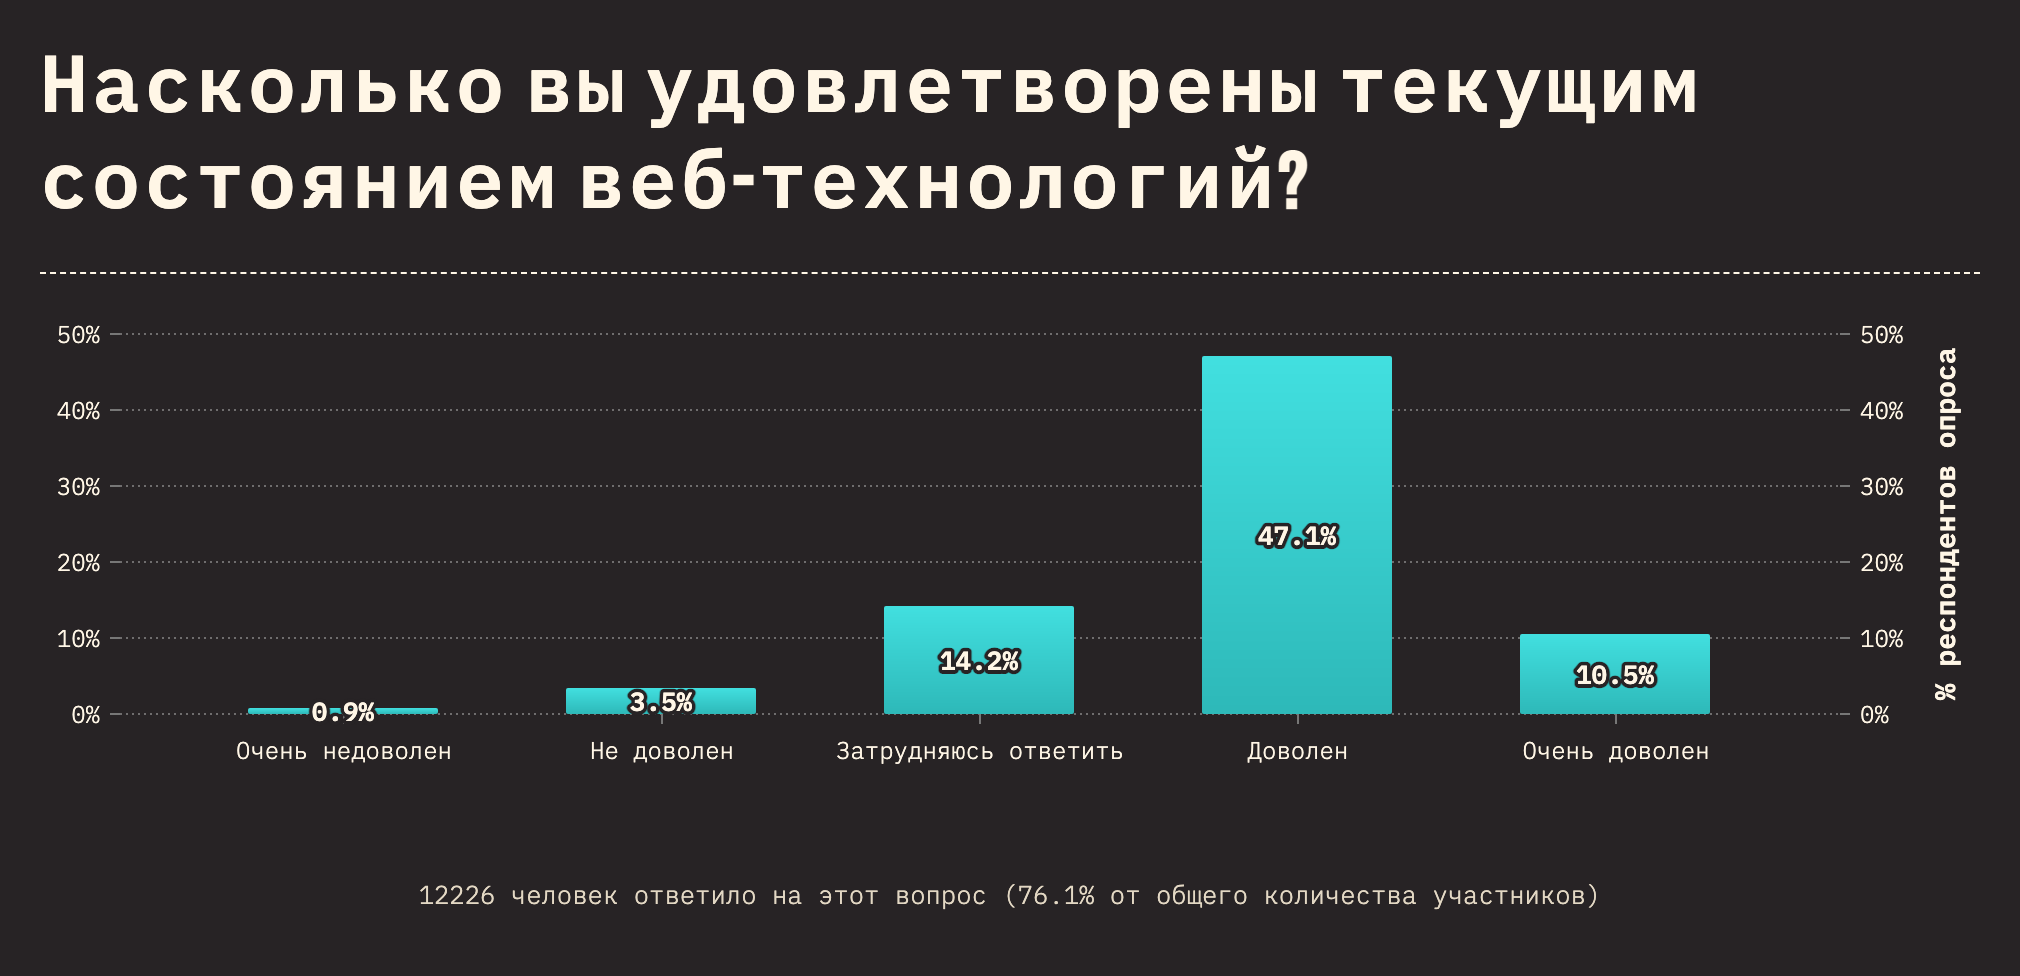 Насколько вы удовлетворены текущим
состоянием веб-технологий?
50%
40%
30%
20%
10%
0%
50%
40%
30%
20%
10%
0%
% респондентов опроса
0.9%
3.5%
14.2%
47.1%
10.5%
Очень недоволен
Не доволен
Затрудняюсь ответить
Доволен
Очень доволен
12226 человек ответило на этот вопрос (76.1% от общего количества участников)